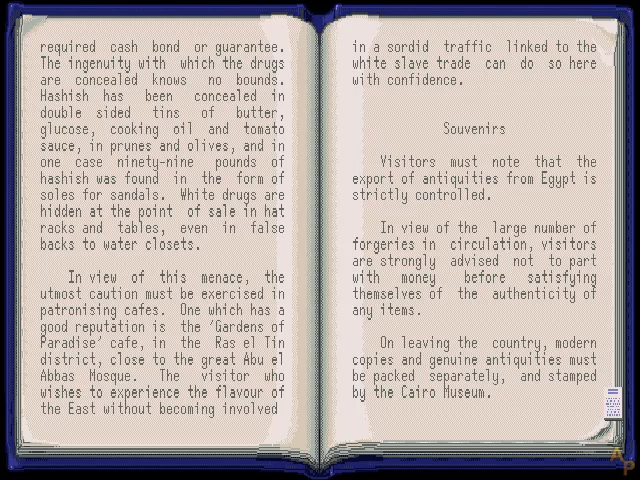 required cash bond or guarantee.
The ingenuity with which the drugs
are concealed knows no bounds.
Hashish has been concealed in
double sided tins of butter,
glucose, cooking oil and tomato
sauce, in prunes and olives, and in
one case ninety-nine pounds of
hashish was found in the form of
soles for sandals. White drugs are
hidden at the point of sale in hat
racks and tables, even in false
backs to water closets.
In view of this menace, the
utmost caution must be exercised in
patronising cafes. One which has a
good reputation is the 'Gardens of
Paradise' cafe, in the Ras el Tin
district, close to the great Abu el
Abbas Mosque. The visitor who
wishes to experience the flavour of
the East without becoming involved
in a sordid traffic linked to the
white slave trade can do so here
with confidence.
Souvenirs
Visitors must note that the
export of antiquities from Egypt is
strictly controlled.
In view of the large number of
forgeries in circulation, visitors
are strongly advised not to part
with money before satisfying
themselves of the authenticity of
any items.
On leaving the country, modern
copies and genuine antiquities must
be packed separately, and stamped
by the Cairo Museum.
AP